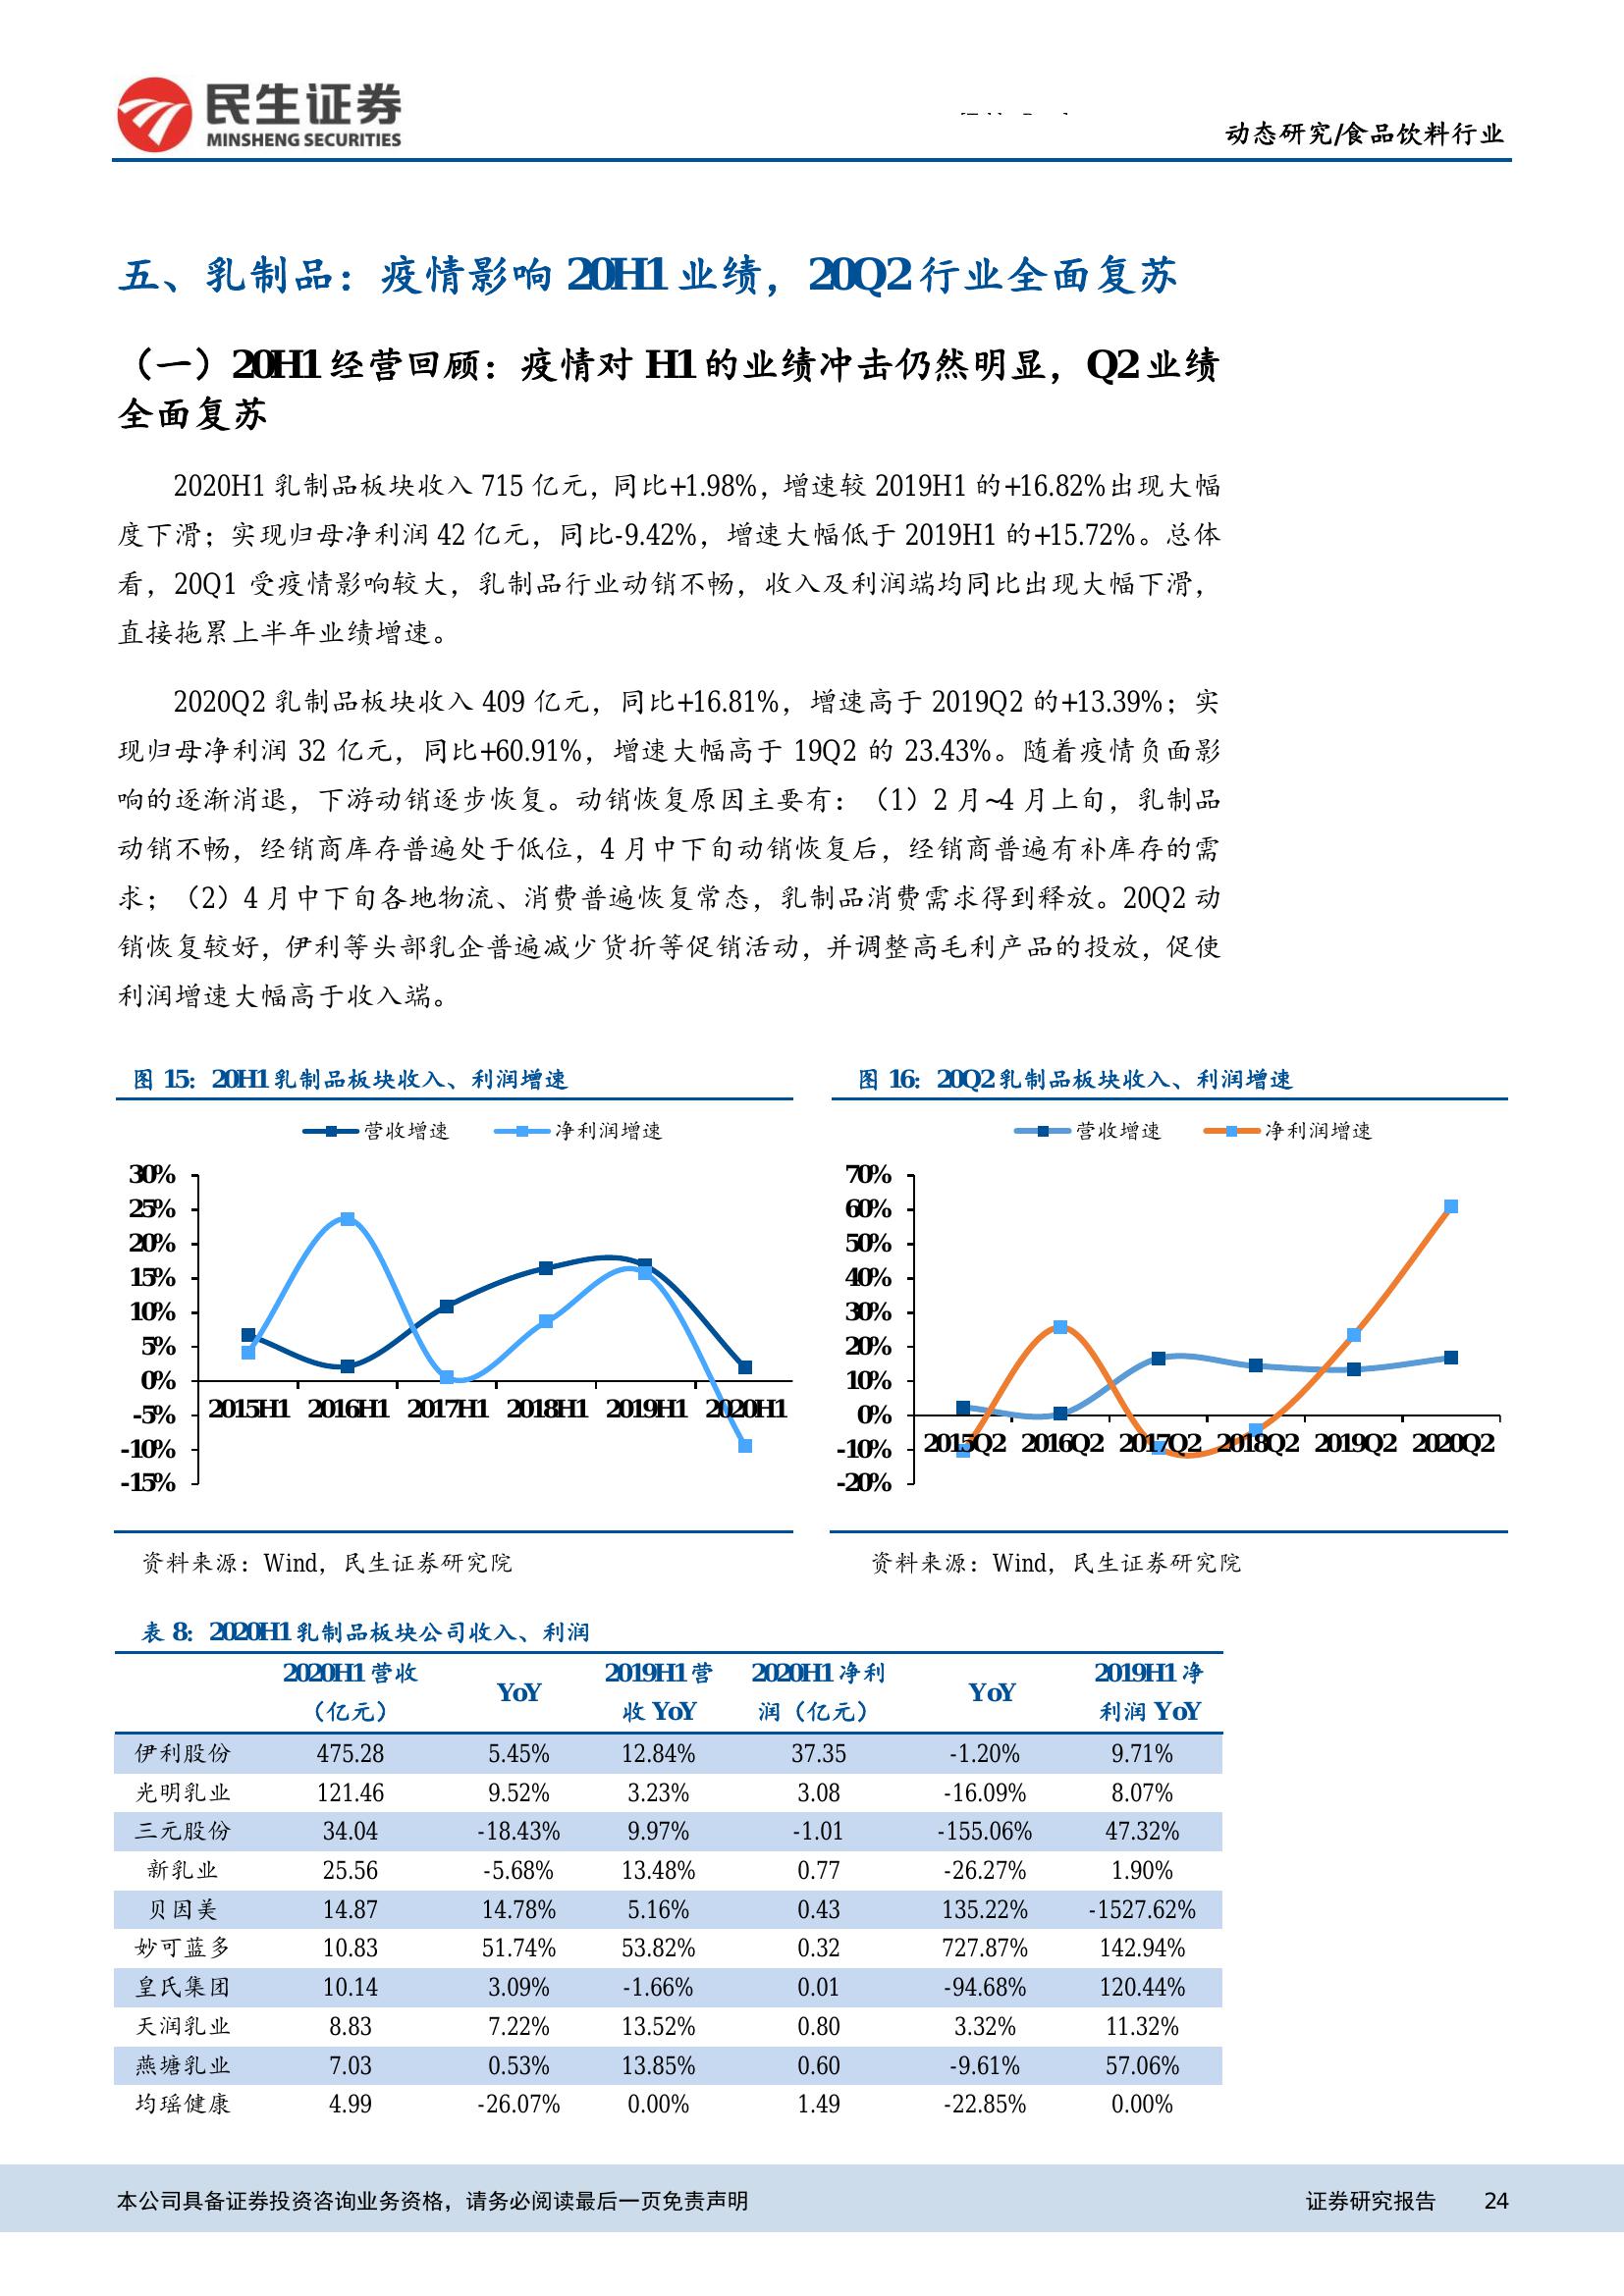 民生证券
MINSHENG SECURITIES
动态研究/食品饮料行业
五、乳制品：疫情影响 20H1 业绩，20Q2 行业全面复苏
（一）20H1 经营回顾：疫情对 H1 的业绩冲击仍然明显，Q2 业绩
全面复苏
2020H1 乳制品板块收入 715 亿元，同比+1.98%，增速较 2019H1 的+16.82%出现大幅
度下滑；实现归母净利润 42 亿元，同比-9.42%，增速大幅低于 2019H1 的+15.72%。总体
看，20Q1 受疫情影响较大，乳制品行业动销不畅，收入及利润端均同比出现大幅下滑，
直接拖累上半年业绩增速。
2020Q2 乳制品板块收入 409 亿元，同比+16.81%，增速高于 2019Q2 的+13.39%；实
现归母净利润 32 亿元，同比+60.91%，增速大幅高于 19Q2 的 23.43%。随着疫情负面影
响的逐渐消退，下游动销逐步恢复。动销恢复原因主要有：（1）2 月~4 月上旬，乳制品
动销不畅，经销商库存普遍处于低位，4 月中下旬动销恢复后，经销商普遍有补库存的需
求；（2）4 月中下旬各地物流、消费普遍恢复常态，乳制品消费需求得到释放。20Q2 动
销恢复较好，伊利等头部乳企普遍减少货折等促销活动，并调整高毛利产品的投放，促使
利润增速大幅高于收入端。
图 15：20H1 乳制品板块收入、利润增速
营收增速 净利润增速
30%
25%
20%
15%
10%
5%
0%
-5%
-10%
-15%
2015H1 2016H1 2017H1 2018H1 2019H1 2020H1
资料来源：Wind，民生证券研究院
图 16：20Q2 乳制品板块收入、利润增速
营收增速 净利润增速
70%
60%
50%
40%
30%
20%
10%
0%
-10%
-20%
2015Q2 2016Q2 2017Q2 2018Q2 2019Q2 2020Q2
资料来源：Wind，民生证券研究院
表 8：2020H1 乳制品板块公司收入、利润
2020H1 营收（亿元） YoY 2019H1 营收 YoY 2020H1 净利润（亿元） YoY 2019H1 净利润 YoY
伊利股份 475.28 5.45% 12.84% 37.35 -1.20% 9.71%
光明乳业 121.46 9.52% 3.23% 3.08 -16.09% 8.07%
三元股份 34.04 -18.43% 9.97% -1.01 -155.06% 47.32%
新乳业 25.56 -5.68% 13.48% 0.77 -26.27% 1.90%
贝因美 14.87 14.78% 5.16% 0.43 135.22% -1527.62%
妙可蓝多 10.83 51.74% 53.82% 0.32 727.87% 142.94%
皇氏集团 10.14 3.09% -1.66% 0.01 -94.68% 120.44%
天润乳业 8.83 7.22% 13.52% 0.80 3.32% 11.32%
燕塘乳业 7.03 0.53% 13.85% 0.60 -9.61% 57.06%
均瑶健康 4.99 -26.07% 0.00% 1.49 -22.85% 0.00%
本公司具备证券投资咨询业务资格，请务必阅读最后一页免责声明
证券研究报告 24